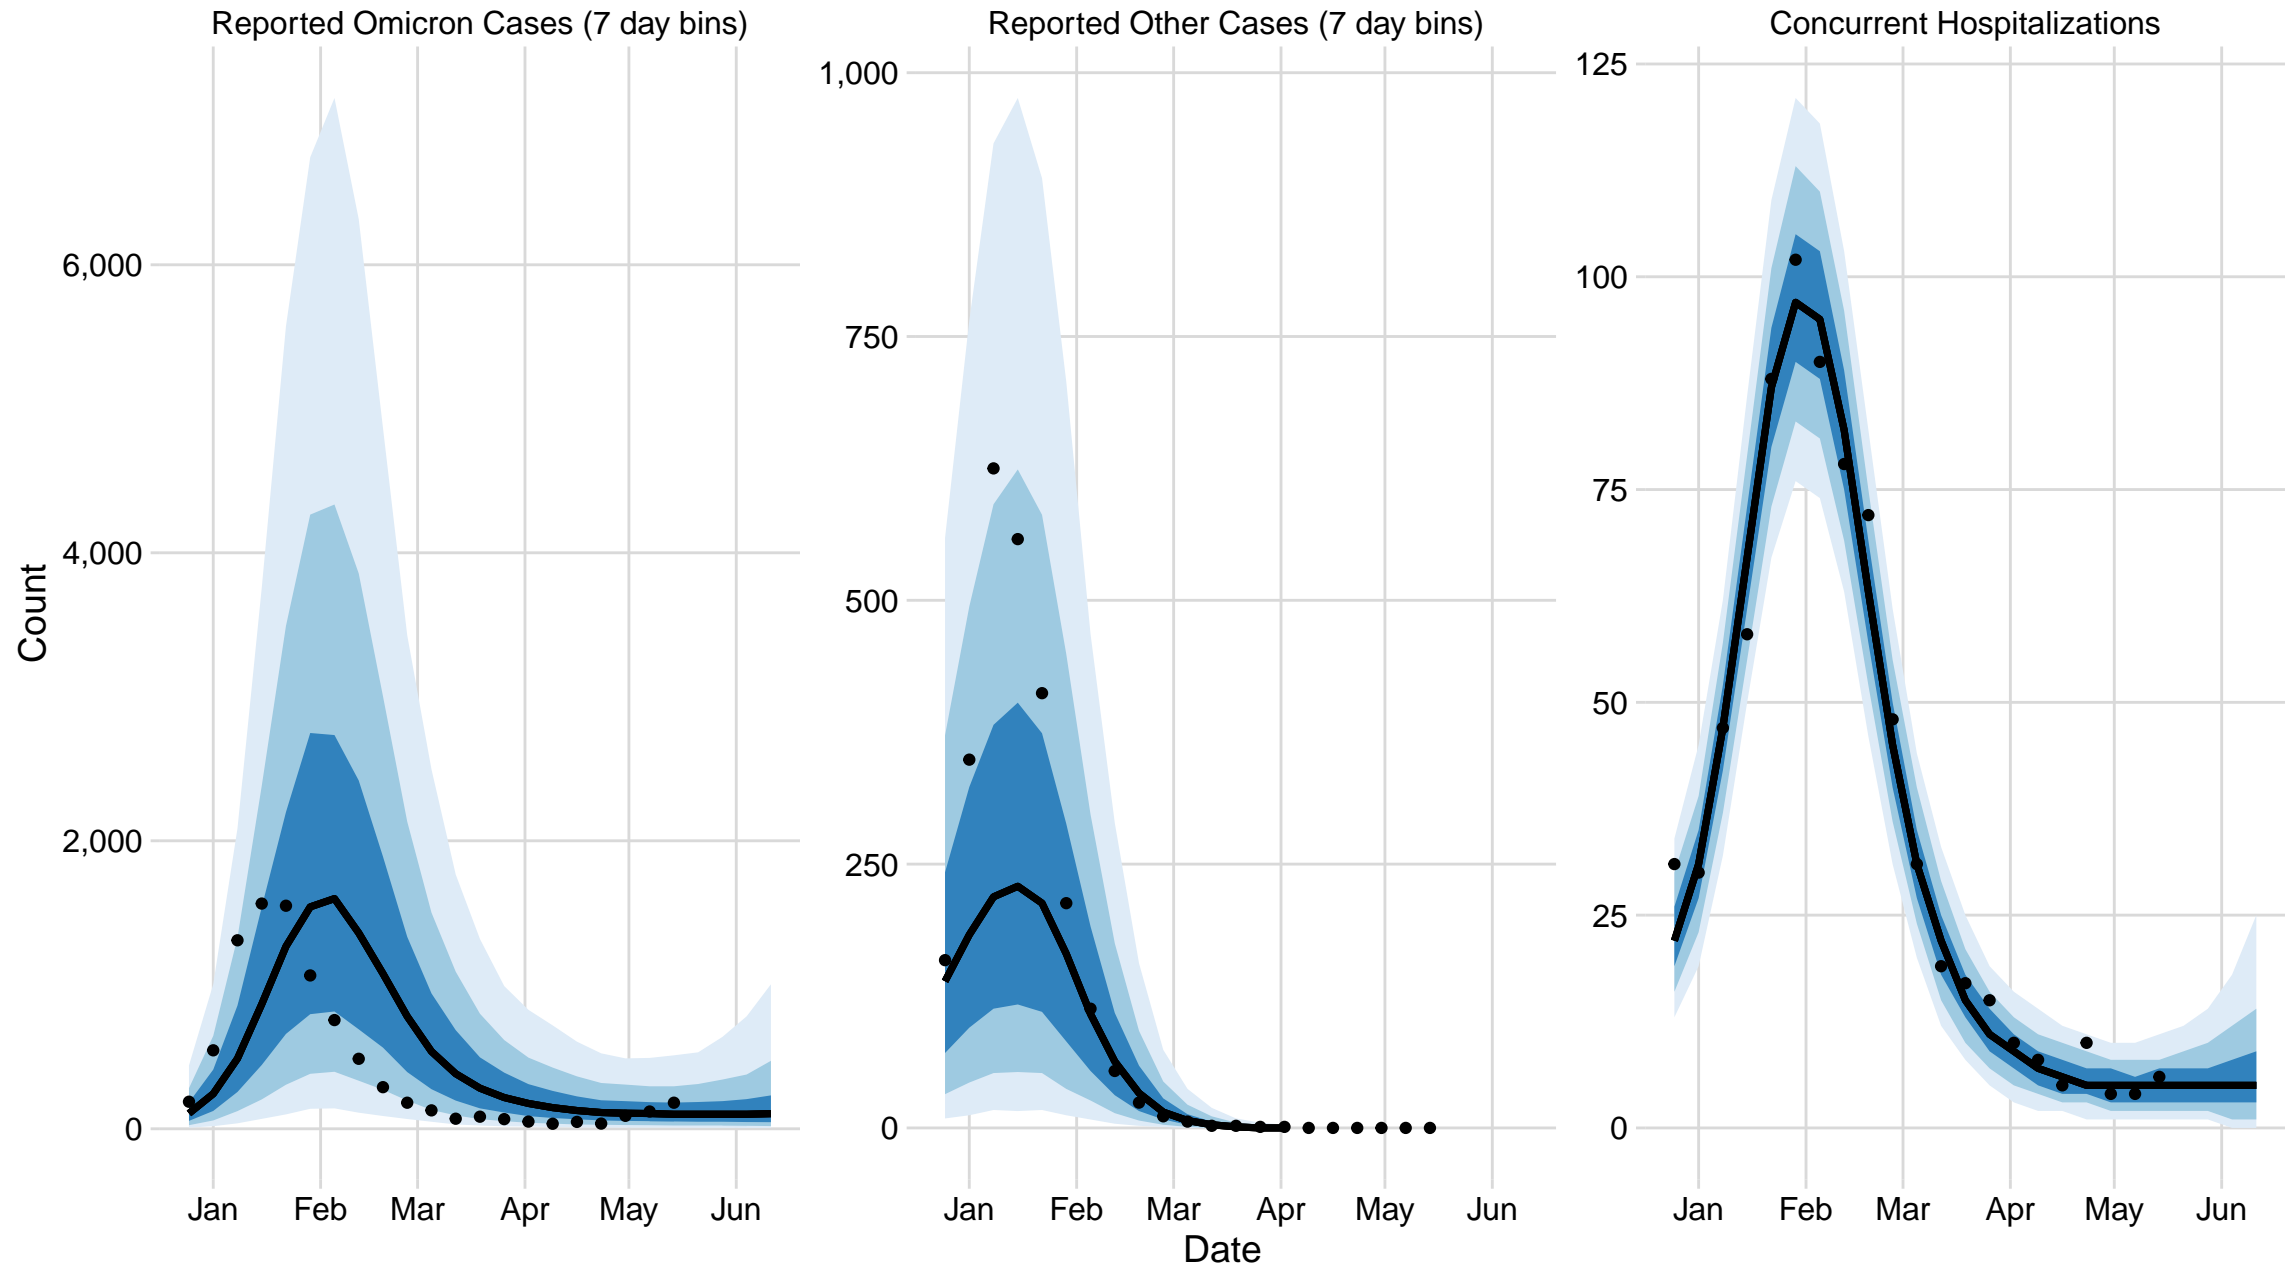 Reported Omicron Cases (7 day bins)
Reported Other Cases (7 day bins)
Concurrent Hospitalizations
Count
6,000
4,000
2,000
0
1,000
750
500
250
0
125
100
75
50
25
0
Jan Feb Mar Apr May Jun
Jan Feb Mar Apr May Jun
Jan Feb Mar Apr May Jun
Date